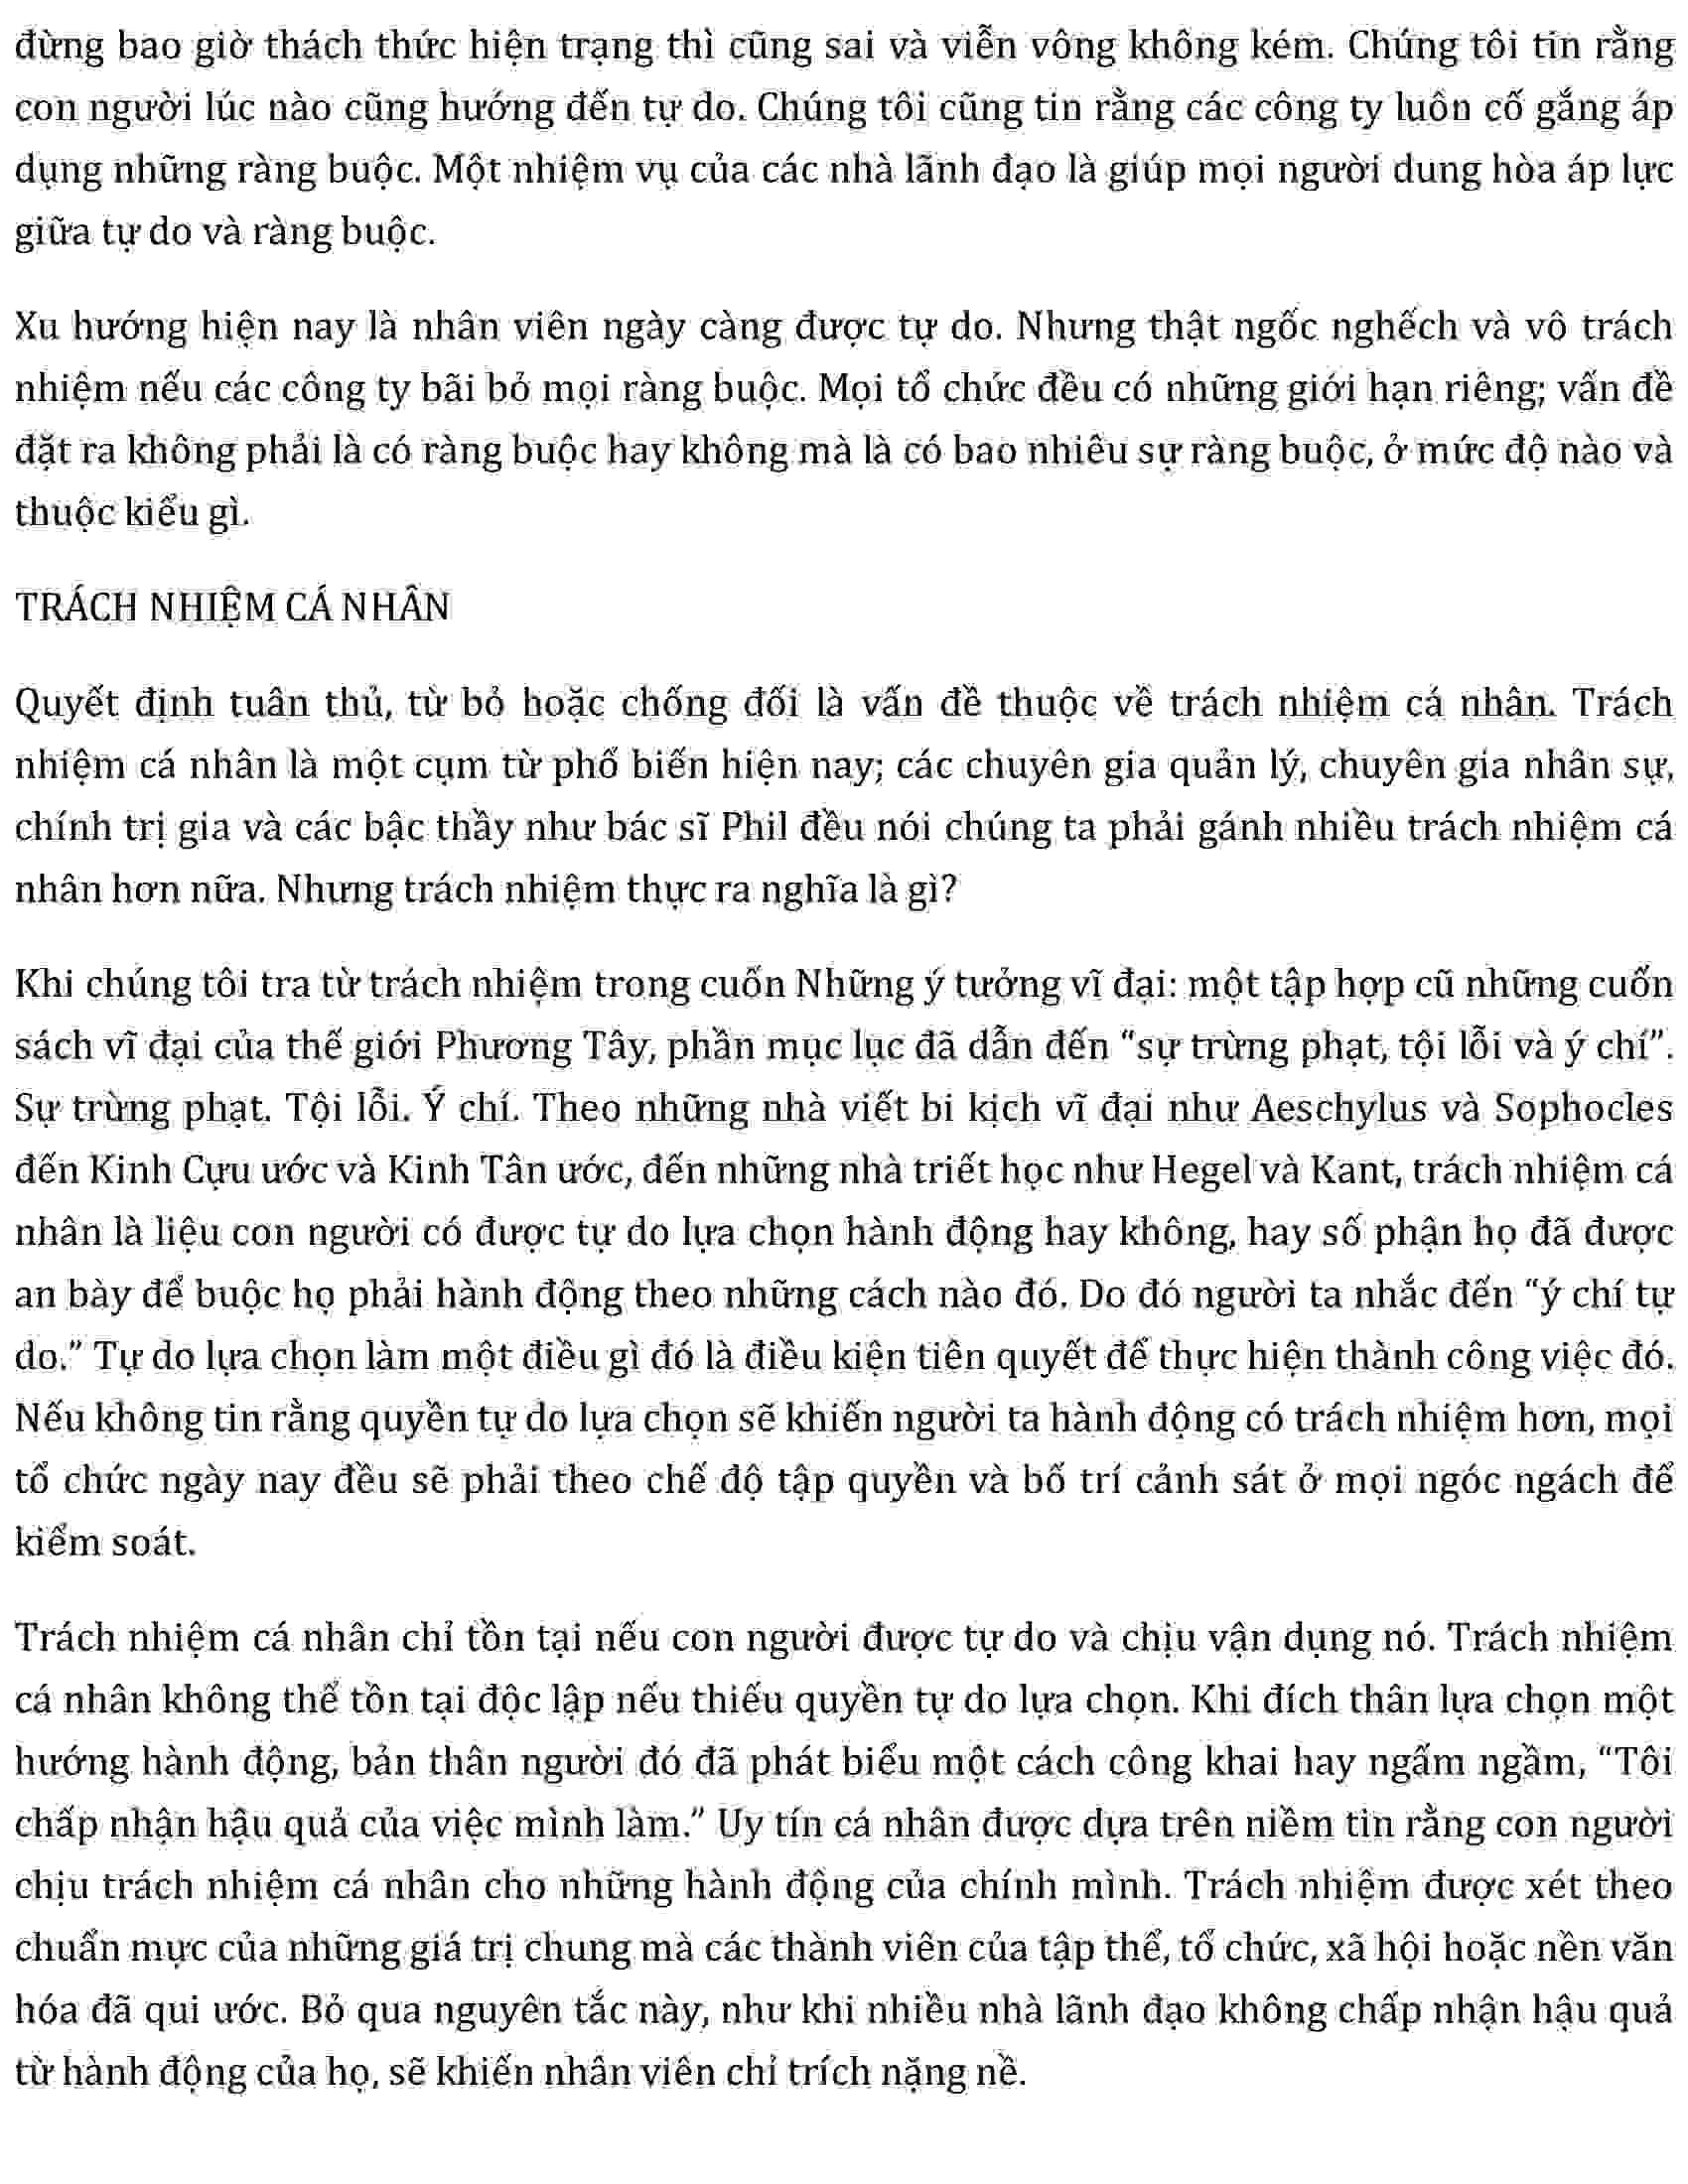 đừng bao giờ thách thức hiện trạng thì cũng sai và viễn vông không kém. Chúng tôi tin rằng
con người lúc nào cũng hướng đến tự do. Chúng tôi cũng tin rằng các công ty luôn cố gắng áp
dụng những ràng buộc. Một nhiệm vụ của các nhà lãnh đạo là giúp mọi người dung hòa áp lực
giữa tự do và ràng buộc.
Xu hướng hiện nay là nhân viên ngày càng được tự do. Nhưng thật ngốc nghếch và vô trách
nhiệm nếu các công ty bãi bỏ mọi ràng buộc. Mọi tổ chức đều có những giới hạn riêng; vấn đề
đặt ra không phải là có ràng buộc hay không mà là có bao nhiêu sự ràng buộc, ở mức độ nào và
thuộc kiểu gì.
TRÁCH NHIỆM CÁ NHÂN
Quyết định tuân thủ, từ bỏ hoặc chống đối là vấn đề thuộc về trách nhiệm cá nhân. Trách
nhiệm cá nhân là một cụm từ phổ biến hiện nay; các chuyên gia quản lý, chuyên gia nhân sự,
chính trị gia và các bậc thầy như bác sĩ Phil đều nói chúng ta phải gánh nhiều trách nhiệm cá
nhân hơn nữa. Nhưng trách nhiệm thực ra nghĩa là gì?
Khi chúng tôi tra từ trách nhiệm trong cuốn Những ý tưởng vĩ đại: một tập hợp cũ những cuốn
sách vĩ đại của thế giới Phương Tây, phần mục lục đã dẫn đến “sự trừng phạt, tội lỗi và ý chí”.
Sự trừng phạt. Tội lỗi. Ý chí. Theo những nhà viết bi kịch vĩ đại như Aeschylus và Sophocles
đến Kinh Cựu ước và Kinh Tân ước, đến những nhà triết học như Hegel và Kant, trách nhiệm cá
nhân là liệu con người có được tự do lựa chọn hành động hay không, hay số phận họ đã được
an bày để buộc họ phải hành động theo những cách nào đó. Do đó người ta nhắc đến “ý chí tự
do.” Tự do lựa chọn làm một điều gì đó là điều kiện tiên quyết để thực hiện thành công việc đó.
Nếu không tin rằng quyền tự do lựa chọn sẽ khiến người ta hành động có trách nhiệm hơn, mọi
tổ chức ngày nay đều sẽ phải theo chế độ tập quyền và bố trí cảnh sát ở mọi ngóc ngách để
kiểm soát.
Trách nhiệm cá nhân chỉ tồn tại nếu con người được tự do và chịu vận dụng nó. Trách nhiệm
cá nhân không thể tồn tại độc lập nếu thiếu quyền tự do lựa chọn. Khi đích thân lựa chọn một
hướng hành động, bản thân người đó đã phát biểu một cách công khai hay ngấm ngầm, “Tôi
chấp nhận hậu quả của việc mình làm.” Uy tín cá nhân được dựa trên niềm tin rằng con người
chịu trách nhiệm cá nhân cho những hành động của chính mình. Trách nhiệm được xét theo
chuẩn mực của những giá trị chung mà các thành viên của tập thể, tổ chức, xã hội hoặc nền văn
hóa đã qui ước. Bỏ qua nguyên tắc này, như khi nhiều nhà lãnh đạo không chấp nhận hậu quả
từ hành động của họ, sẽ khiến nhân viên chỉ trích nặng nề.